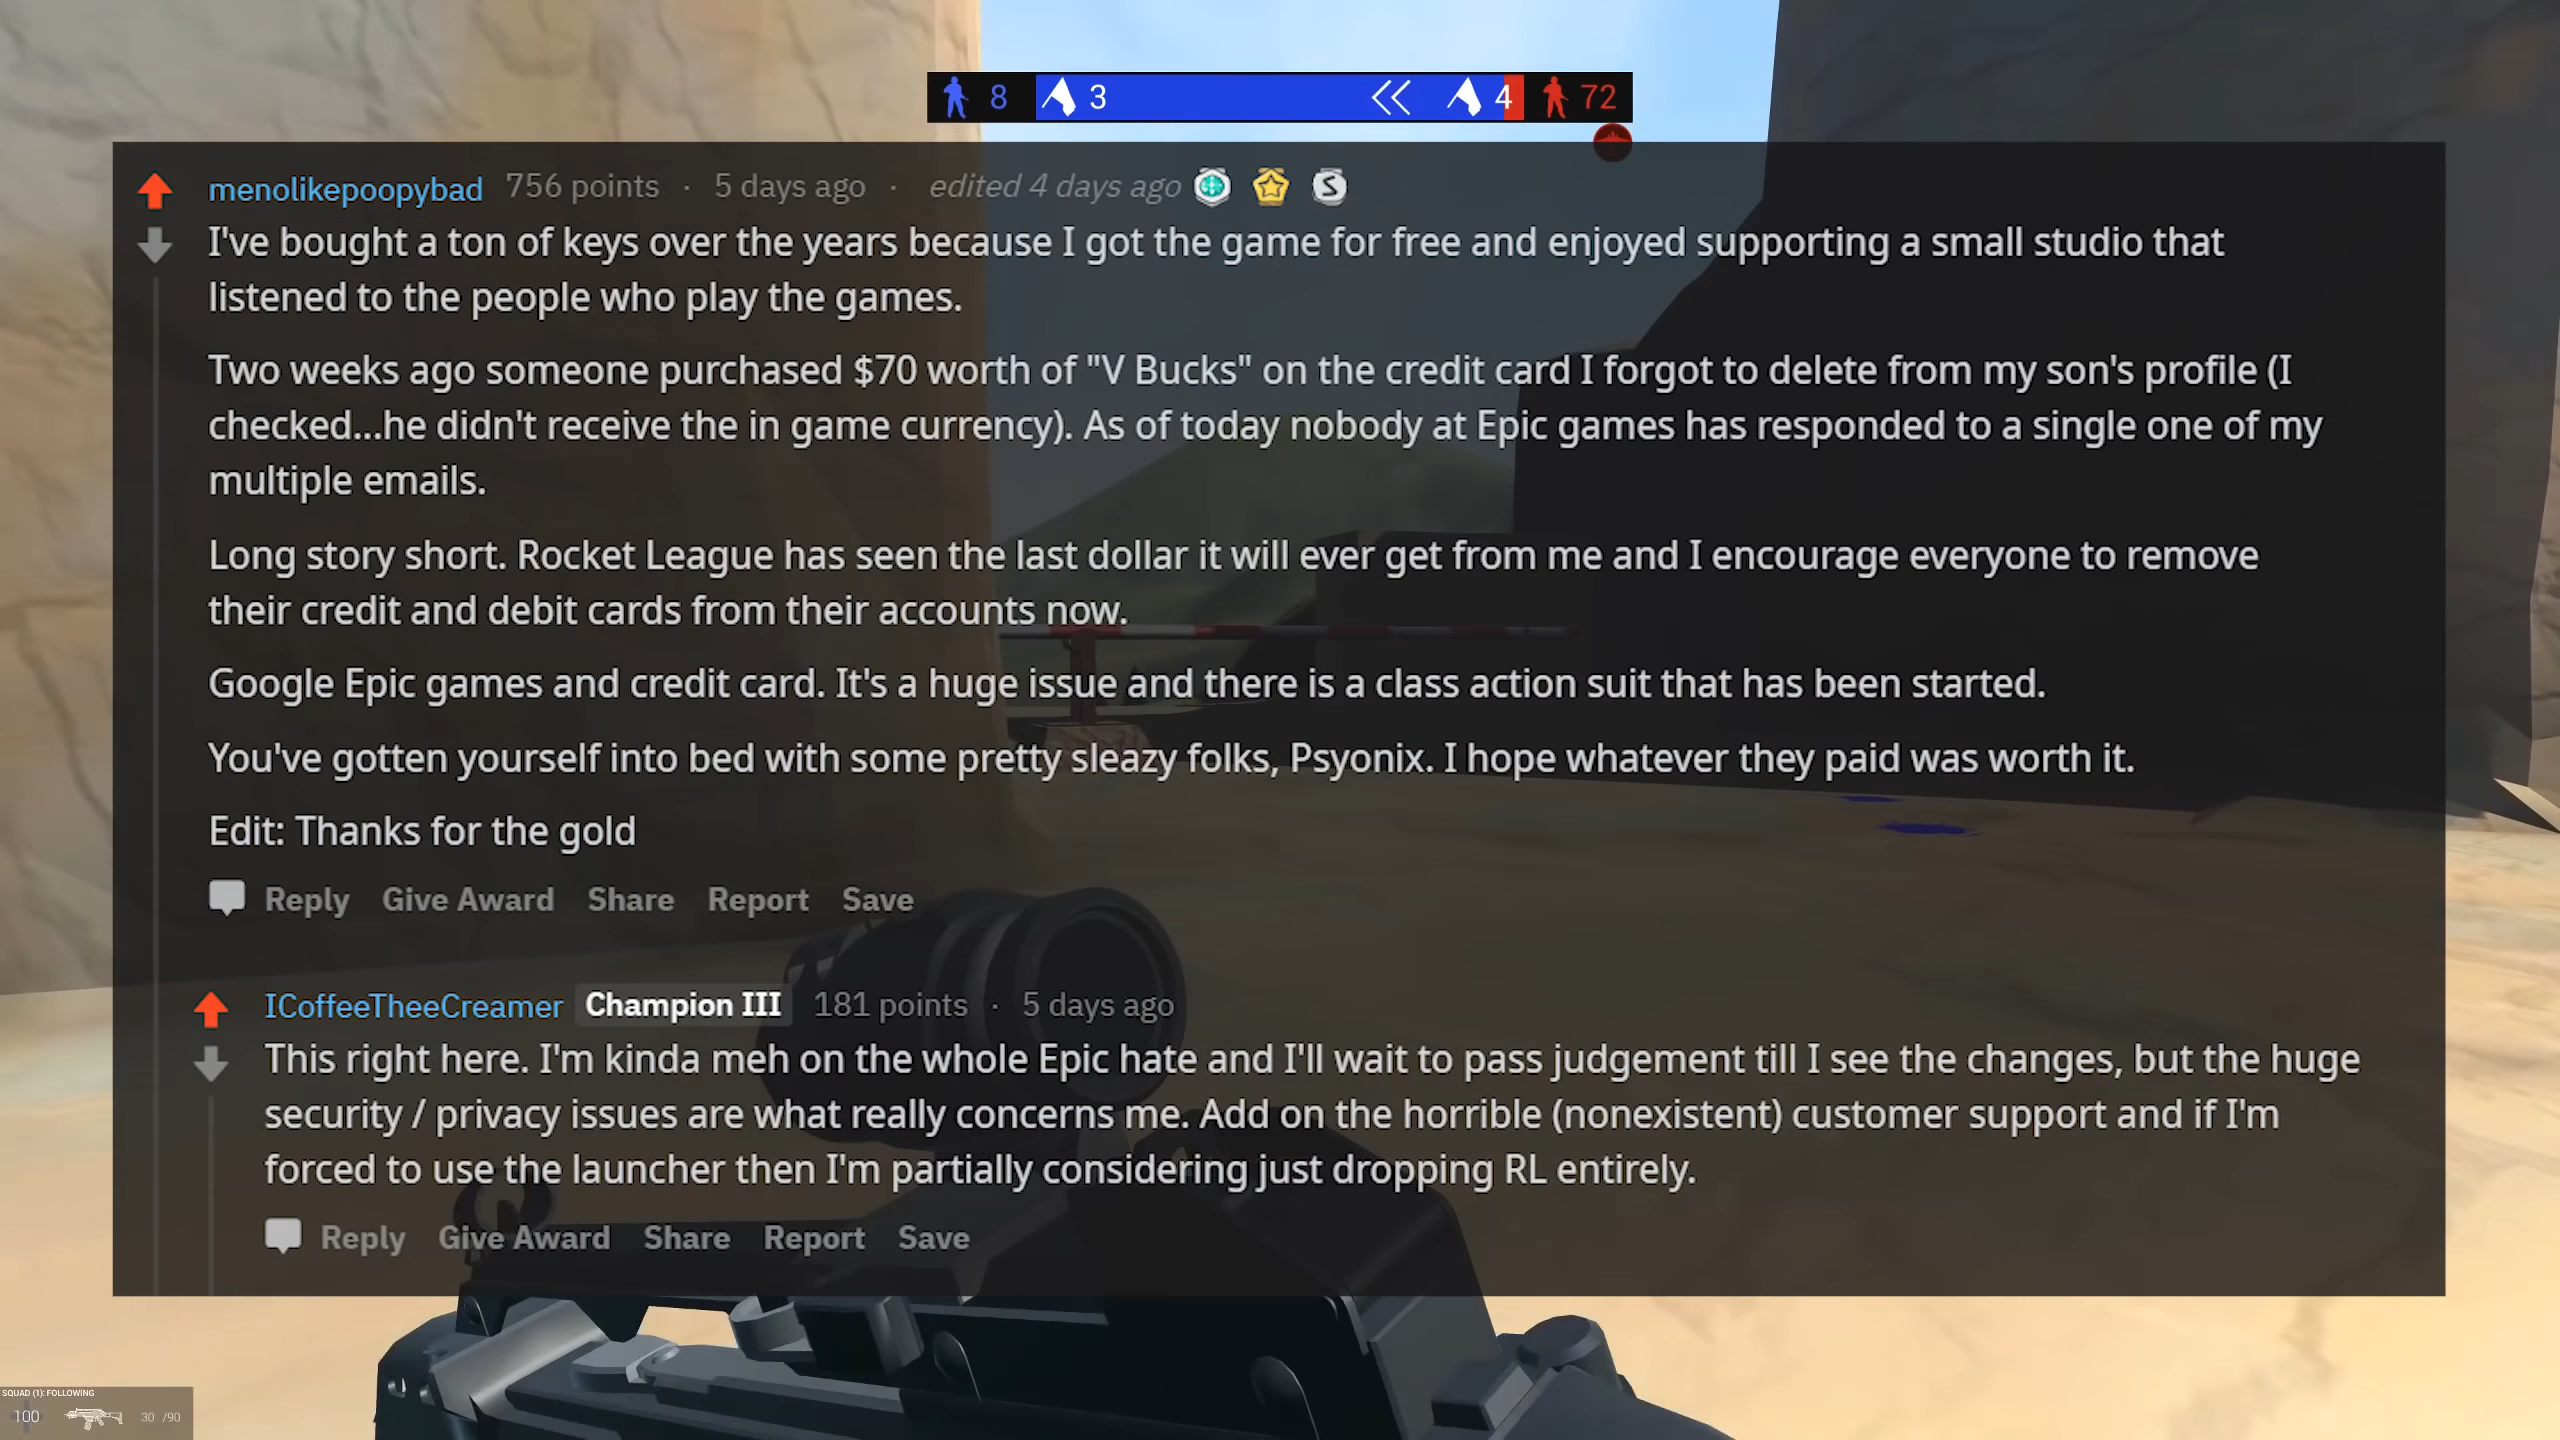 8 3 4 72
menolikepoopybad 756 points · 5 days ago · edited 4 days ago
I've bought a ton of keys over the years because I got the game for free and enjoyed supporting a small studio that
listened to the people who play the games.
Two weeks ago someone purchased $70 worth of "V Bucks" on the credit card I forgot to delete from my son's profile (I
checked...he didn't receive the in game currency). As of today nobody at Epic games has responded to a single one of my
multiple emails.
Long story short. Rocket League has seen the last dollar it will ever get from me and I encourage everyone to remove
their credit and debit cards from their accounts now.
Google Epic games and credit card. It's a huge issue and there is a class action suit that has been started.
You've gotten yourself into bed with some pretty sleazy folks, Psyonix. I hope whatever they paid was worth it.
Edit: Thanks for the gold
Reply Give Award Share Report Save
ICoffeeTheeCreamer Champion III 181 points · 5 days ago
This right here. I'm kinda meh on the whole Epic hate and I'll wait to pass judgement till I see the changes, but the huge
security / privacy issues are what really concerns me. Add on the horrible (nonexistent) customer support and if I'm
forced to use the launcher then I'm partially considering just dropping RL entirely.
Reply Give Award Share Report Save
SQUAD (1): FOLLOWING
100 30 /90